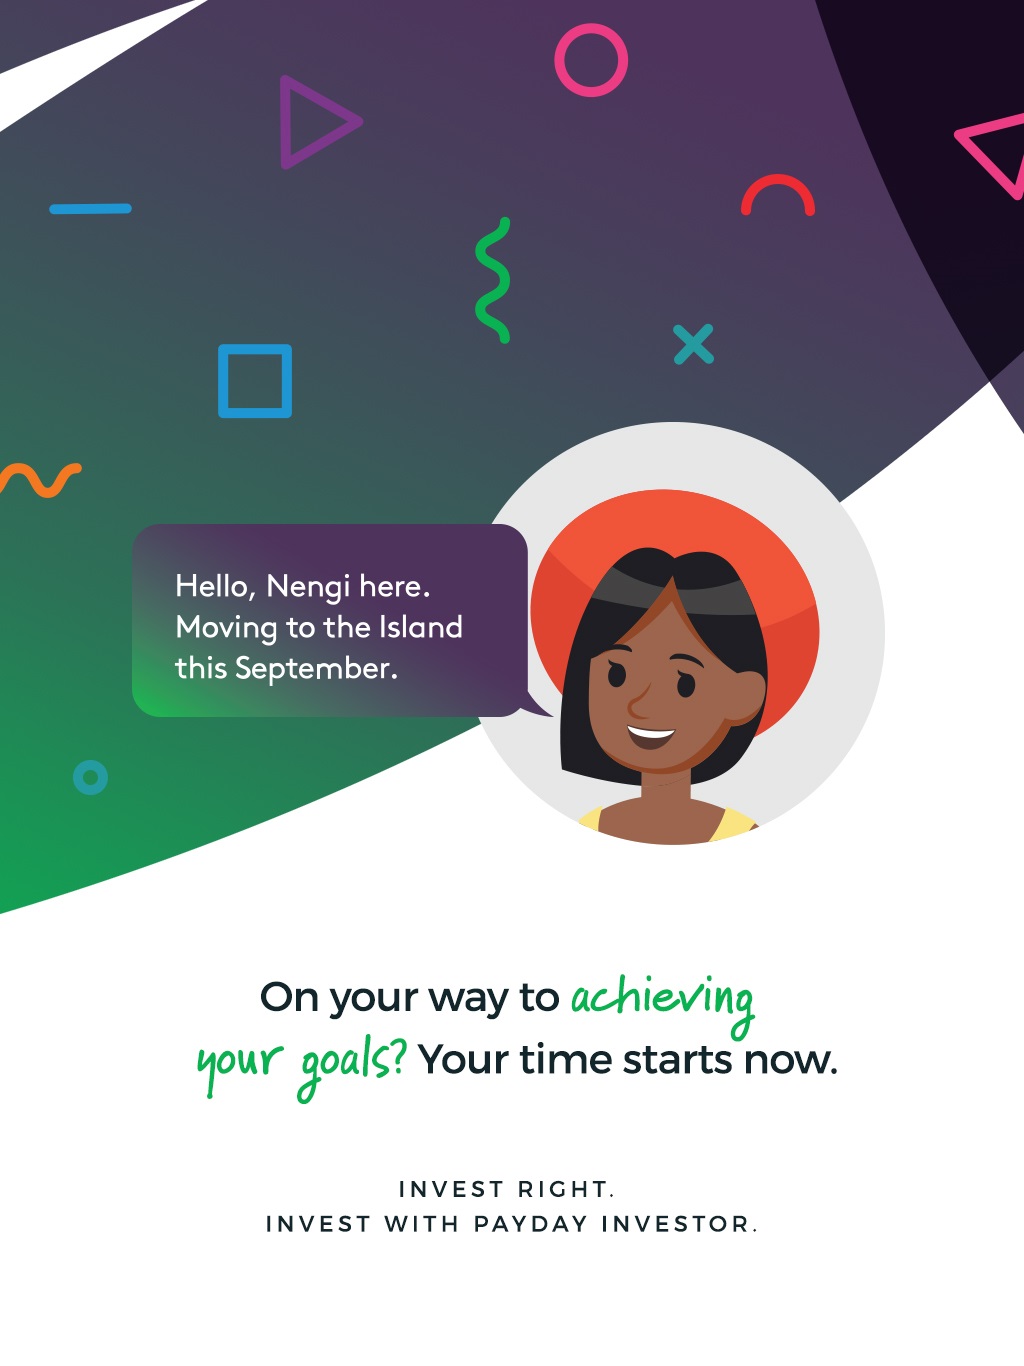 Hello, Nengi here.
Moving to the Island
this September.
On your way to achieving
your goals? Your time starts now.
INVEST RIGHT.
INVEST WITH PAYDAY INVESTOR.